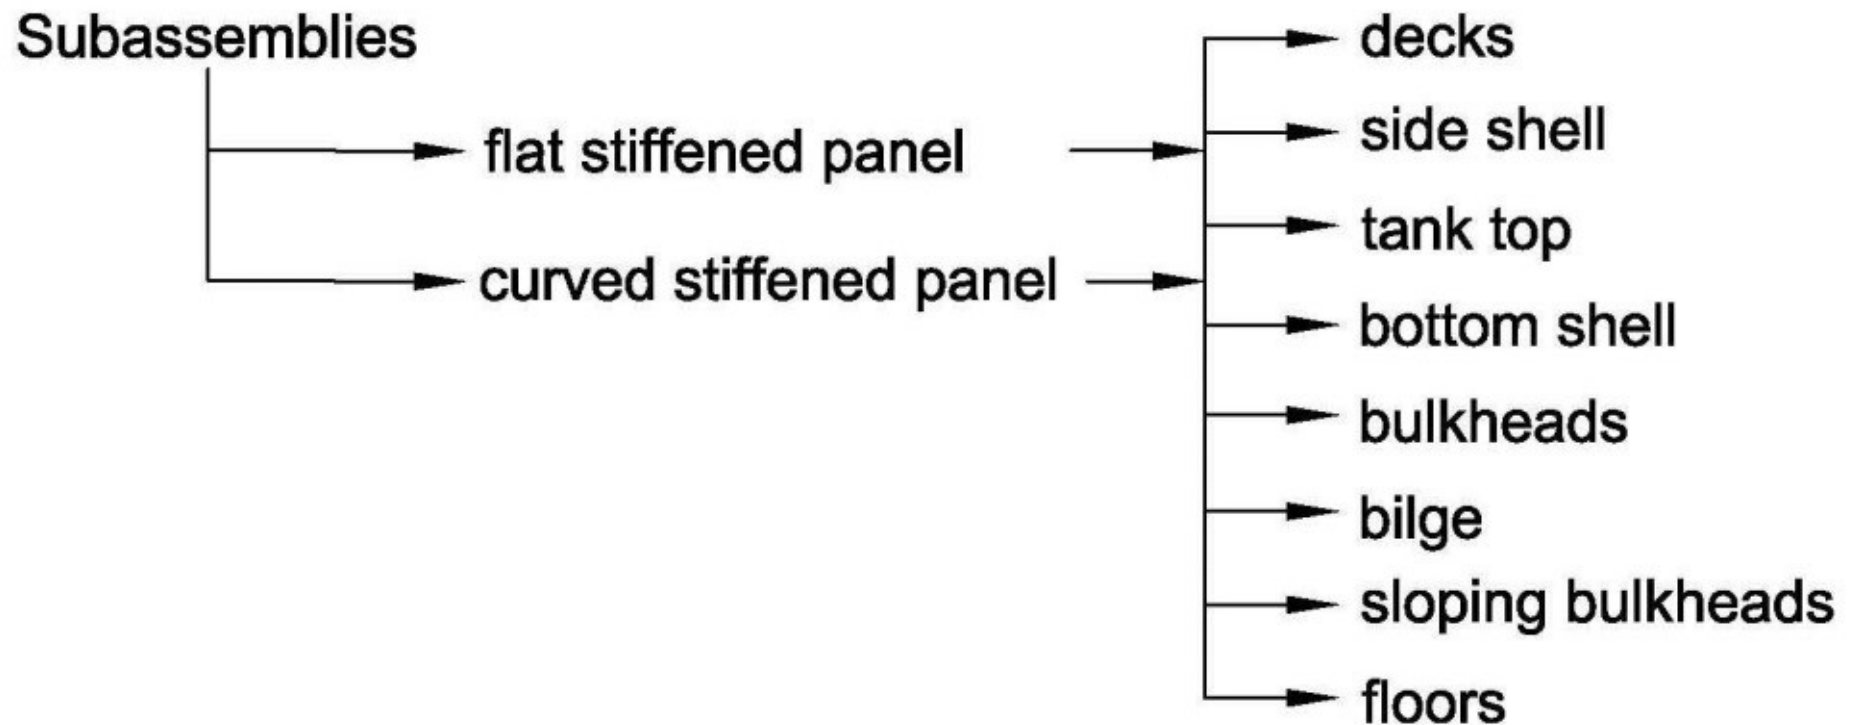 Subassemblies
flat stiffened panel
curved stiffened panel
decks
side shell
tank top
bottom shell
bulkheads
bilge
sloping bulkheads
floors